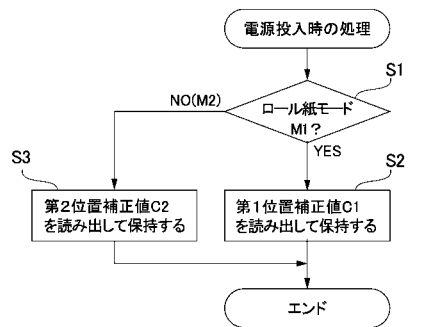 電源投入時の処理
S1
ロール紙モード
M1？
NO(M2)
YES
S3
S2
第2位置補正値C2
を読み出して保持する
第1位置補正値C1
を読み出して保持する
エンド